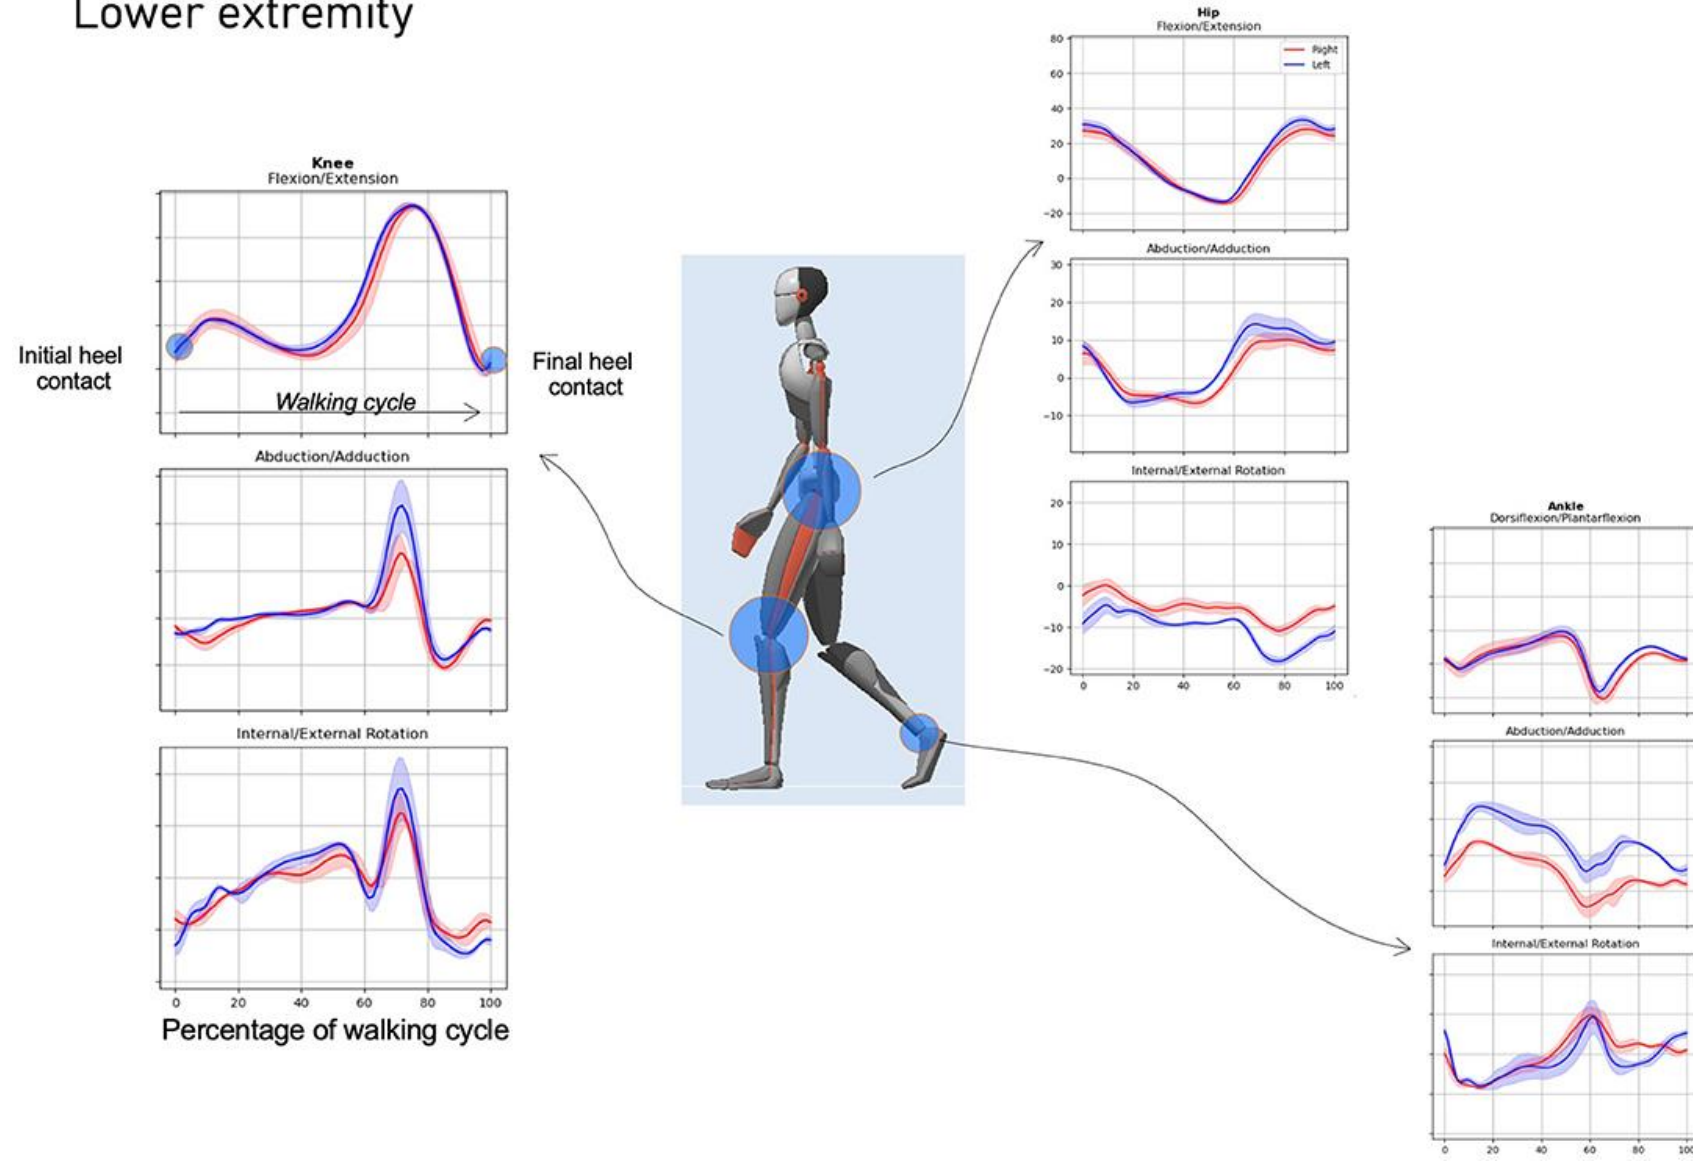 Lower extremity
Knee
Flexion/Extension
Initial heel
contact
Walking cycle
Final heel
contact
Abduction/Adduction
Internal/External Rotation
0 20 40 60 80 100
Percentage of walking cycle
Hip
Flexion/Extension
80
60
40
20
0
−20
Right
Left
Abduction/Adduction
30
20
10
0
−10
Internal/External Rotation
20
10
0
−10
−20
0 20 40 60 80 100
Ankle
Dorsiflexion/Plantarflexion
Abduction/Adduction
Internal/External Rotation
0 20 40 60 80 100